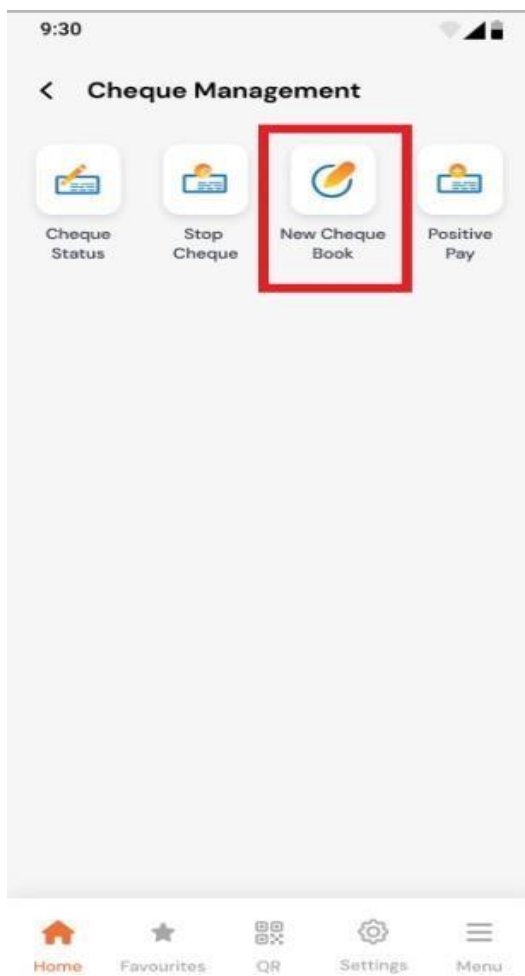 9:30
Cheque Management
Cheque
Status
Stop
Cheque
New Cheque
Book
Positive
Pay
Home
Favourites
QR
Settings
Menu